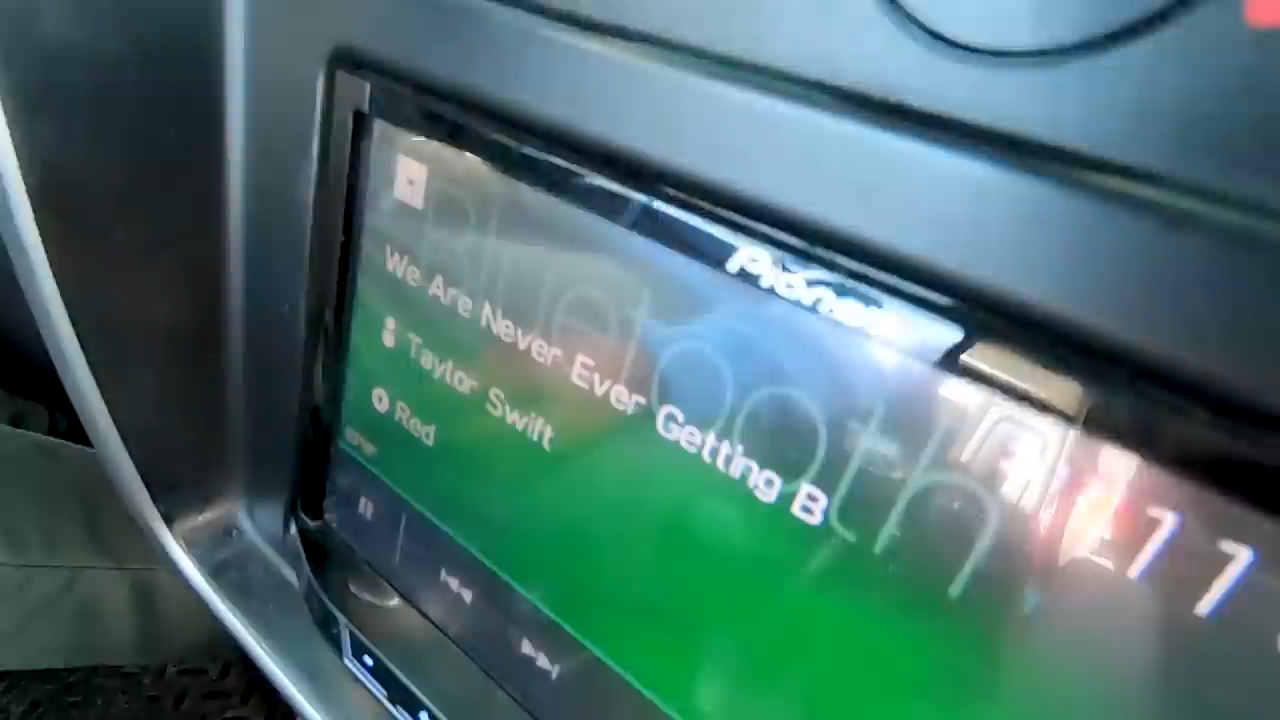 Pioneer
Bluetooth
We Are Never Ever Getting B
Taylor Swift
Red